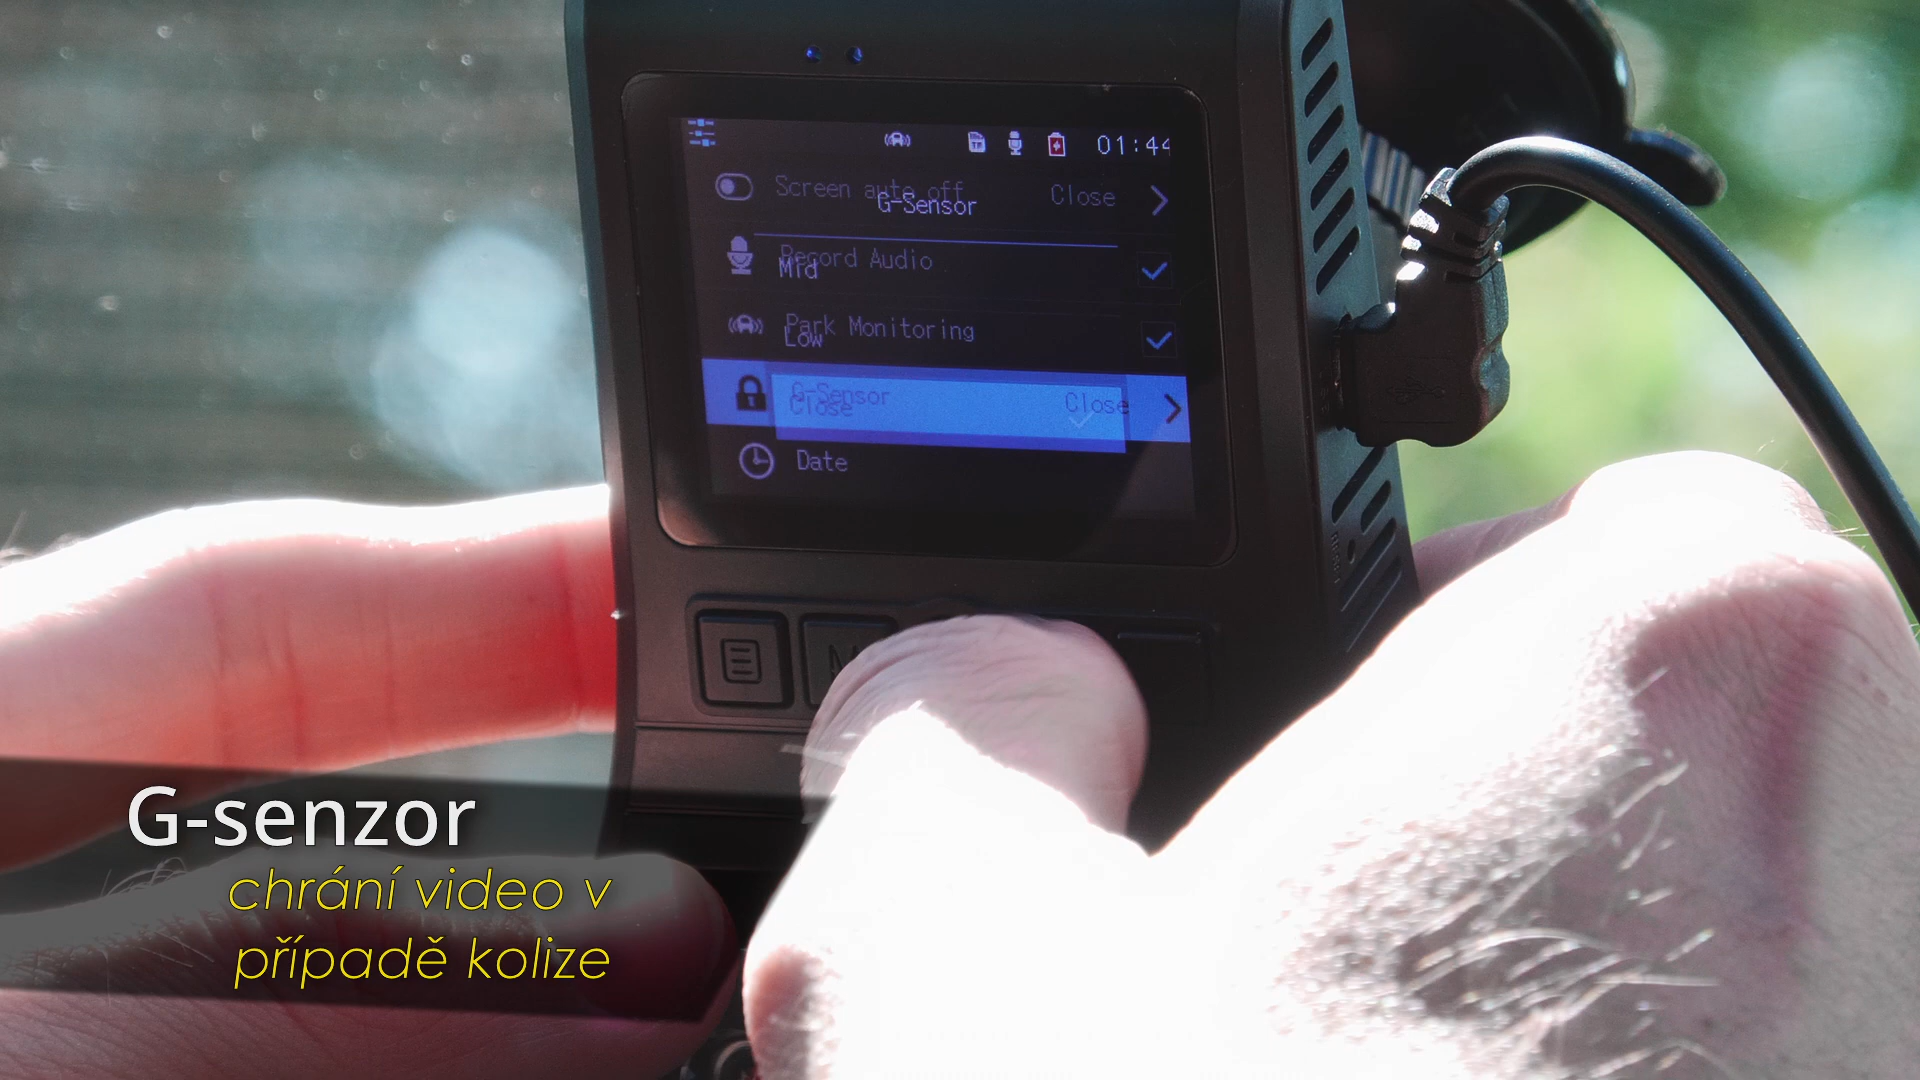 01:44
Screen auto off Close
G-Sensor
Record Audio
Mid
Park Monitoring
Low
G-Sensor Close
Close
Date
M
G-senzor
chrání video v
případě kolize